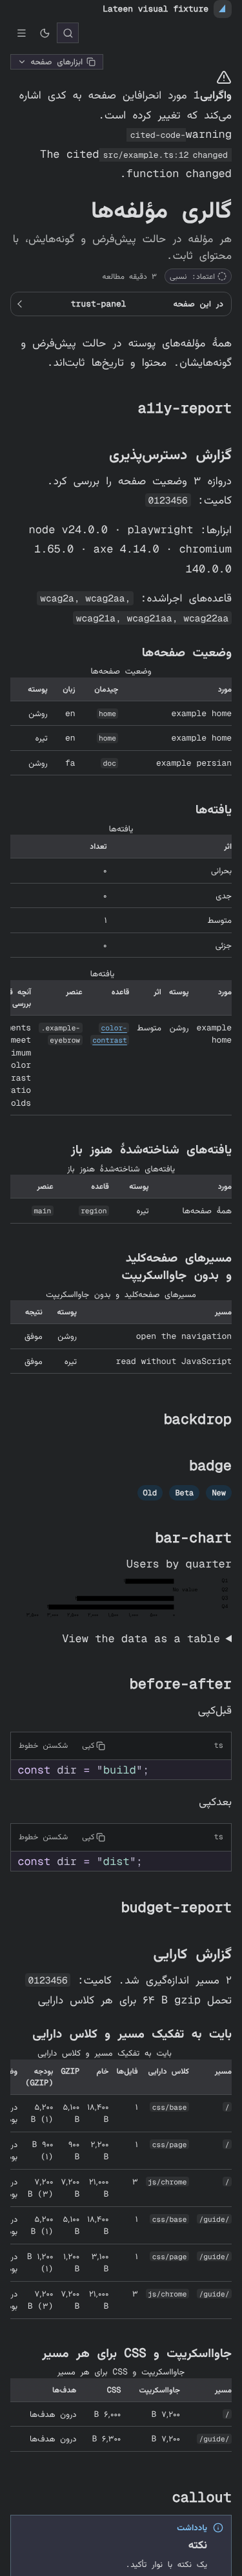 Lateen visual fixture
ابزارهای صفحه
واگرایی۱ مورد انحرافاین صفحه به کدی اشاره
می‌کند که تغییر کرده است.
cited-code-warning
The cited src/example.ts:12 changed
function changed.
گالری مؤلفه‌ها
هر مؤلفه در حالت پیش‌فرض و گونه‌هایش، با
محتوای ثابت.
اعتماد: نسبی
۳ دقیقه مطالعه
در این صفحه
trust-panel
همهٔ مؤلفه‌های پوسته در حالت پیش‌فرض و
گونه‌هایشان. محتوا و تاریخ‌ها ثابت‌اند.
a11y-report
گزارش دسترس‌پذیری
دروازه ۳ وضعیت صفحه را بررسی کرد.
کامیت: 0123456
ابزارها: node v24.0.0 · playwright
1.65.0 · axe 4.14.0 · chromium
140.0.0
قاعده‌های اجراشده: wcag2a, wcag2aa,
wcag21a, wcag21aa, wcag22aa
وضعیت صفحه‌ها
وضعیت صفحه‌ها
مورد چیدمان زبان پوسته
example home home en روشن
example home home en تیره
example persian doc fa روشن
یافته‌ها
یافته‌ها
اثر تعداد
بحرانی ۰
جدی ۰
متوسط ۱
جزئی ۰
یافته‌ها
مورد پوسته اثر قاعده عنصر آنچه
بررسی
example home روشن متوسط color-contrast .example-eyebrow
یافته‌های شناخته‌شدهٔ هنوز باز
یافته‌های شناخته‌شدهٔ هنوز باز
مورد پوسته قاعده عنصر
همهٔ صفحه‌ها تیره region main
مسیرهای صفحه‌کلید
و بدون جاوااسکریپت
مسیرهای صفحه‌کلید و بدون جاوااسکریپت
مسیر پوسته نتیجه
open the navigation روشن موفق
read without JavaScript تیره موفق
backdrop
badge
New Beta Old
bar-chart
Users by quarter
View the data as a table
before-after
قبل‌کپی
ts کپی شکستن خطوط
const dir = "build";
بعدکپی
ts کپی شکستن خطوط
const dir = "dist";
budget-report
گزارش کارایی
۲ مسیر اندازه‌گیری شد. کامیت: 0123456
تحمل ۶۴ B gzip برای هر کلاس دارایی
بایت به تفکیک مسیر و کلاس دارایی
بایت به تفکیک مسیر و کلاس دارایی
مسیر کلاس دارایی فایل‌ها خام GZIP بودجه (GZIP)
/ css/base ۱ ۱۸٬۴۰۰ B ۵٬۱۰۰ B ۵٬۲۰۰ B (۱)
/ css/page ۱ ۲٬۲۰۰ B ۹۰۰ B ۹۰۰ B (۱)
/ js/chrome ۳ ۲۱٬۰۰۰ B ۷٬۲۰۰ B ۷٬۲۰۰ B (۳)
/guide/ css/base ۱ ۱۸٬۴۰۰ B ۵٬۱۰۰ B ۵٬۲۰۰ B (۱)
/guide/ css/page ۱ ۳٬۱۰۰ B ۱٬۲۰۰ B ۱٬۲۰۰ B (۱)
/guide/ js/chrome ۳ ۲۱٬۰۰۰ B ۷٬۲۰۰ B ۷٬۲۰۰ B (۳)
جاوااسکریپت و CSS برای هر مسیر
جاوااسکریپت و CSS برای هر مسیر
مسیر جاوااسکریپت CSS هدف‌ها
/ ۷٬۲۰۰ B ۶٬۰۰۰ B درون هدف‌ها
/guide/ ۷٬۲۰۰ B ۶٬۳۰۰ B درون هدف‌ها
callout
یادداشت
نکته
یک نکته با نوار تأکید.